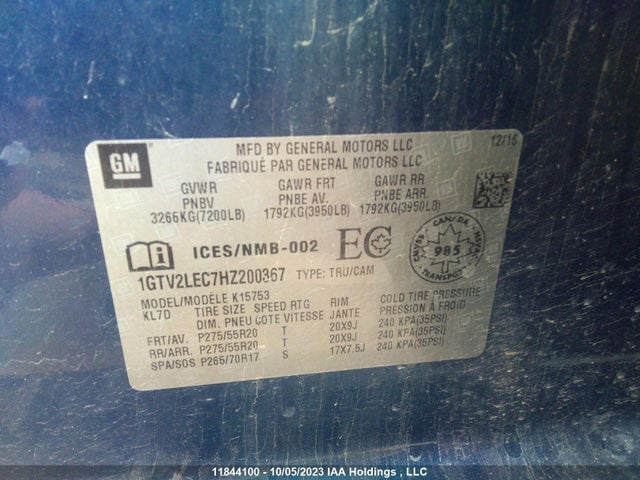 GM
MFD BY GENERAL MOTORS LLC 12/16
FABRIQUÉ PAR GENERAL MOTORS LLC
GVWR GAWR FRT GAWR RR
PNBV PNBE AV. PNBE ARR.
3266KG(7200LB) 1792KG(3950LB) 1792KG(3950LB)
i ICES/NMB-002 EC CANADA 985 TRANSPORT
1GTV2LEC7HZ200367 TYPE: TRU/CAM
MODEL/MODÈLE K15753
KL7D TIRE SIZE SPEED RTG RIM COLD TIRE PRESSURE
DIM. PNEU COTE VITESSE JANTE PRESSION À FROID
FRT/AV. P275/55R20 T 20X9J 240 KPA(35PSI)
RR/ARR. P275/55R20 T 20X9J 240 KPA(35PSI)
SPA/SOS P265/70R17 S 17X7.5J 240 KPA(35PSI)
11844100 - 10/05/2023 IAA Holdings , LLC